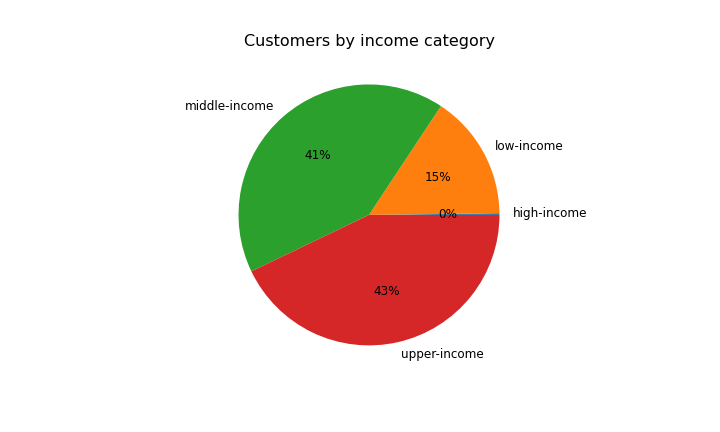 Customers by income category
middle-income
low-income
41%
15%
0%
high-income
43%
upper-income